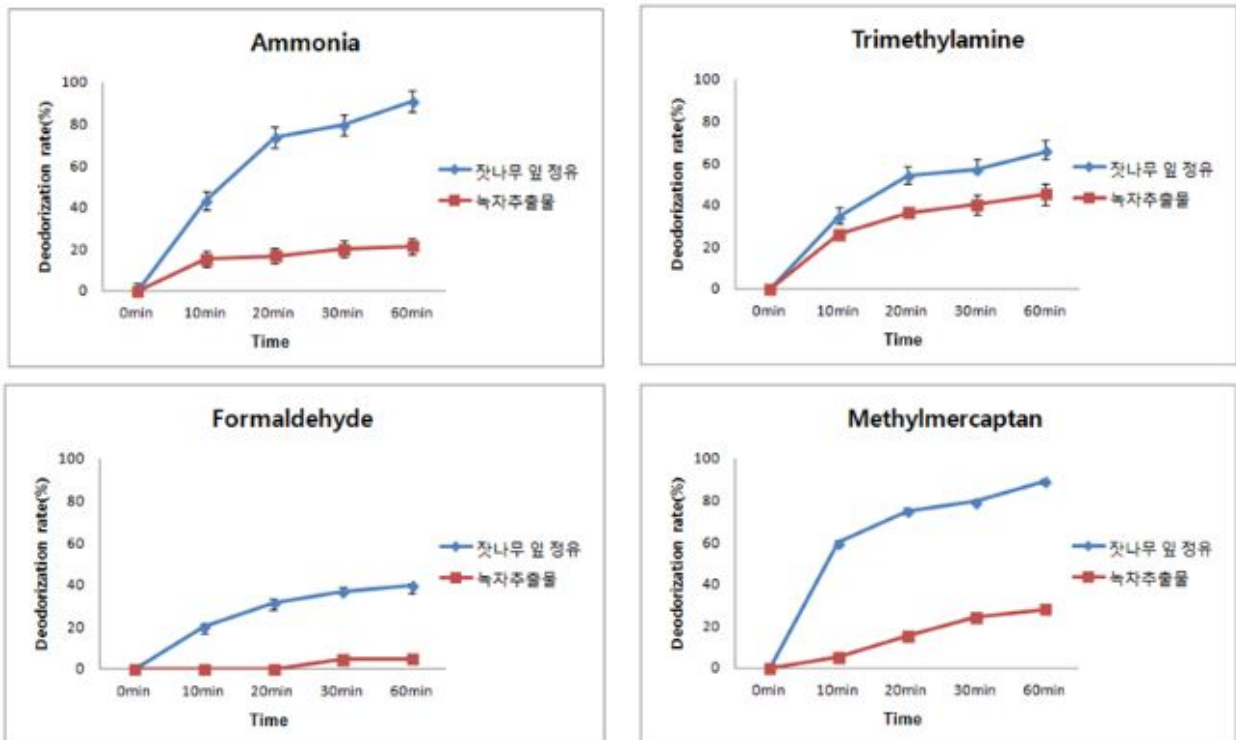 Ammonia
Deodorization rate(%)
100
80
60
40
20
0
0min 10min 20min 30min 60min
Time
잣나무 잎 정유
녹자추출물
Trimethylamine
Deodorization rate(%)
100
80
60
40
20
0
0min 10min 20min 30min 60min
Time
잣나무 잎 정유
녹자추출물
Formaldehyde
Deodorization rate(%)
100
80
60
40
20
0
0min 10min 20min 30min 60min
Time
잣나무 잎 정유
녹자추출물
Methylmercaptan
Deodorization rate(%)
100
80
60
40
20
0
0min 10min 20min 30min 60min
Time
잣나무 잎 정유
녹자추출물